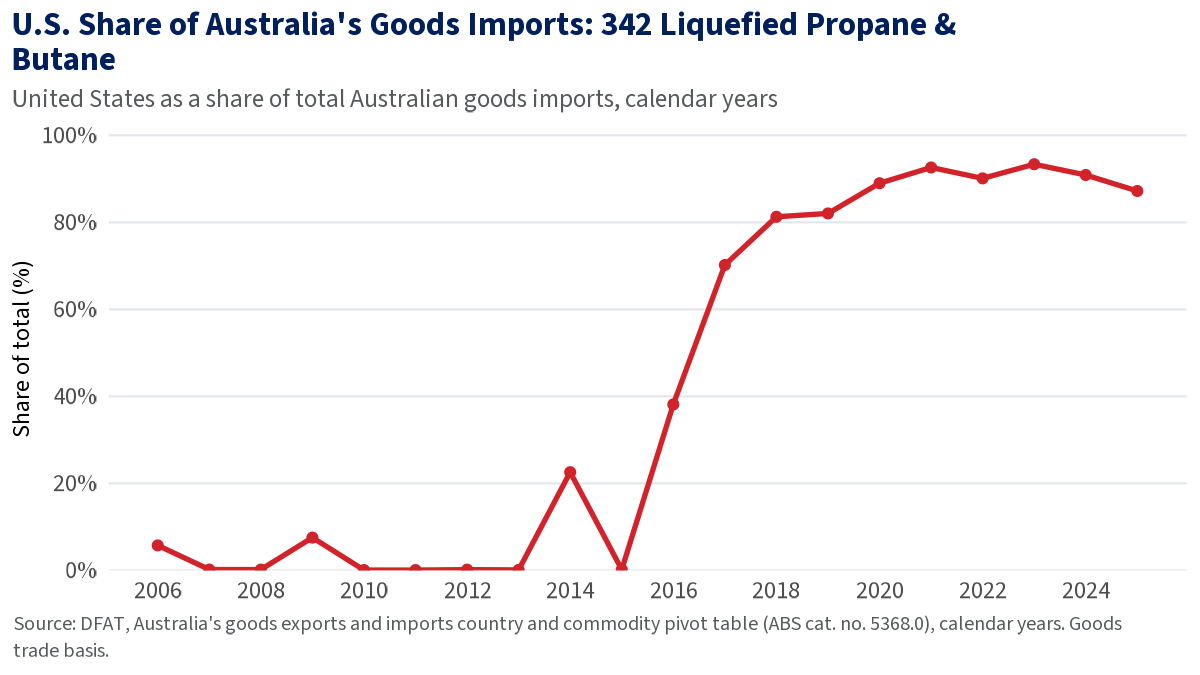 U.S. Share of Australia's Goods Imports: 342 Liquefied Propane &
Butane
United States as a share of total Australian goods imports, calendar years
Share of total (%)
100%
80%
60%
40%
20%
0%
2006 2008 2010 2012 2014 2016 2018 2020 2022 2024
Source: DFAT, Australia's goods exports and imports country and commodity pivot table (ABS cat. no. 5368.0), calendar years. Goods
trade basis.